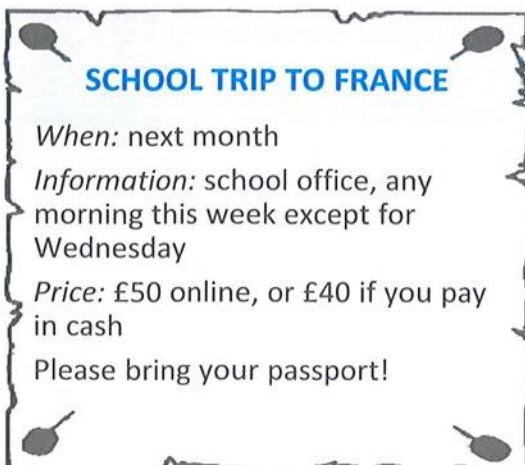 SCHOOL TRIP TO FRANCE
When: next month
Information: school office, any
morning this week except for
Wednesday
Price: £50 online, or £40 if you pay
in cash
Please bring your passport!